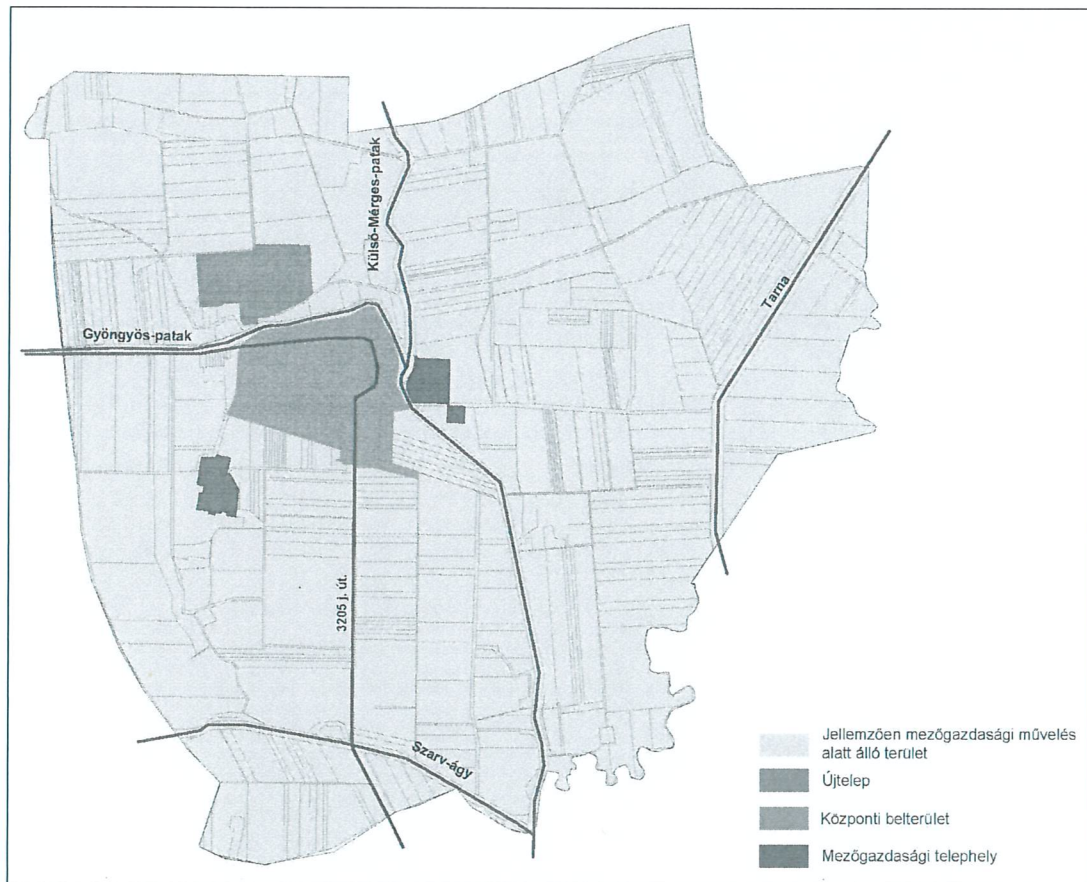 Külső-Mérges-patak
Tarna
Gyöngyös-patak
3205 j. út.
Szarv-ágy
Jellemzően mezőgazdasági művelés
alatt álló terület
Újtelep
Központi belterület
Mezőgazdasági telephely